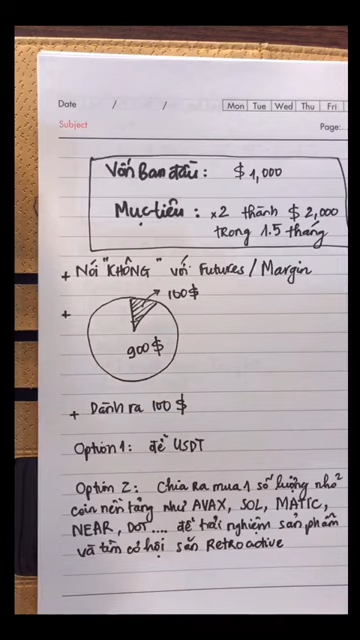 Date / /
Mon Tue Wed Thu Fri
Subject
Page:
Vốn Ban đầu: $ 1,000
Mục tiêu: x2 thành $ 2,000
trong 1.5 tháng
+ Nói "KHÔNG" với Futures/Margin
+
100$
900$
+ Dành ra 100 $
Option 1: để USDT
Option 2: Chia ra mua 1 số lượng nhỏ
coin nền tảng như AVAX, SOL, MATIC,
NEAR, DOT.... để trải nghiệm sản phẩm
và tìm cơ hội săn Retroactive